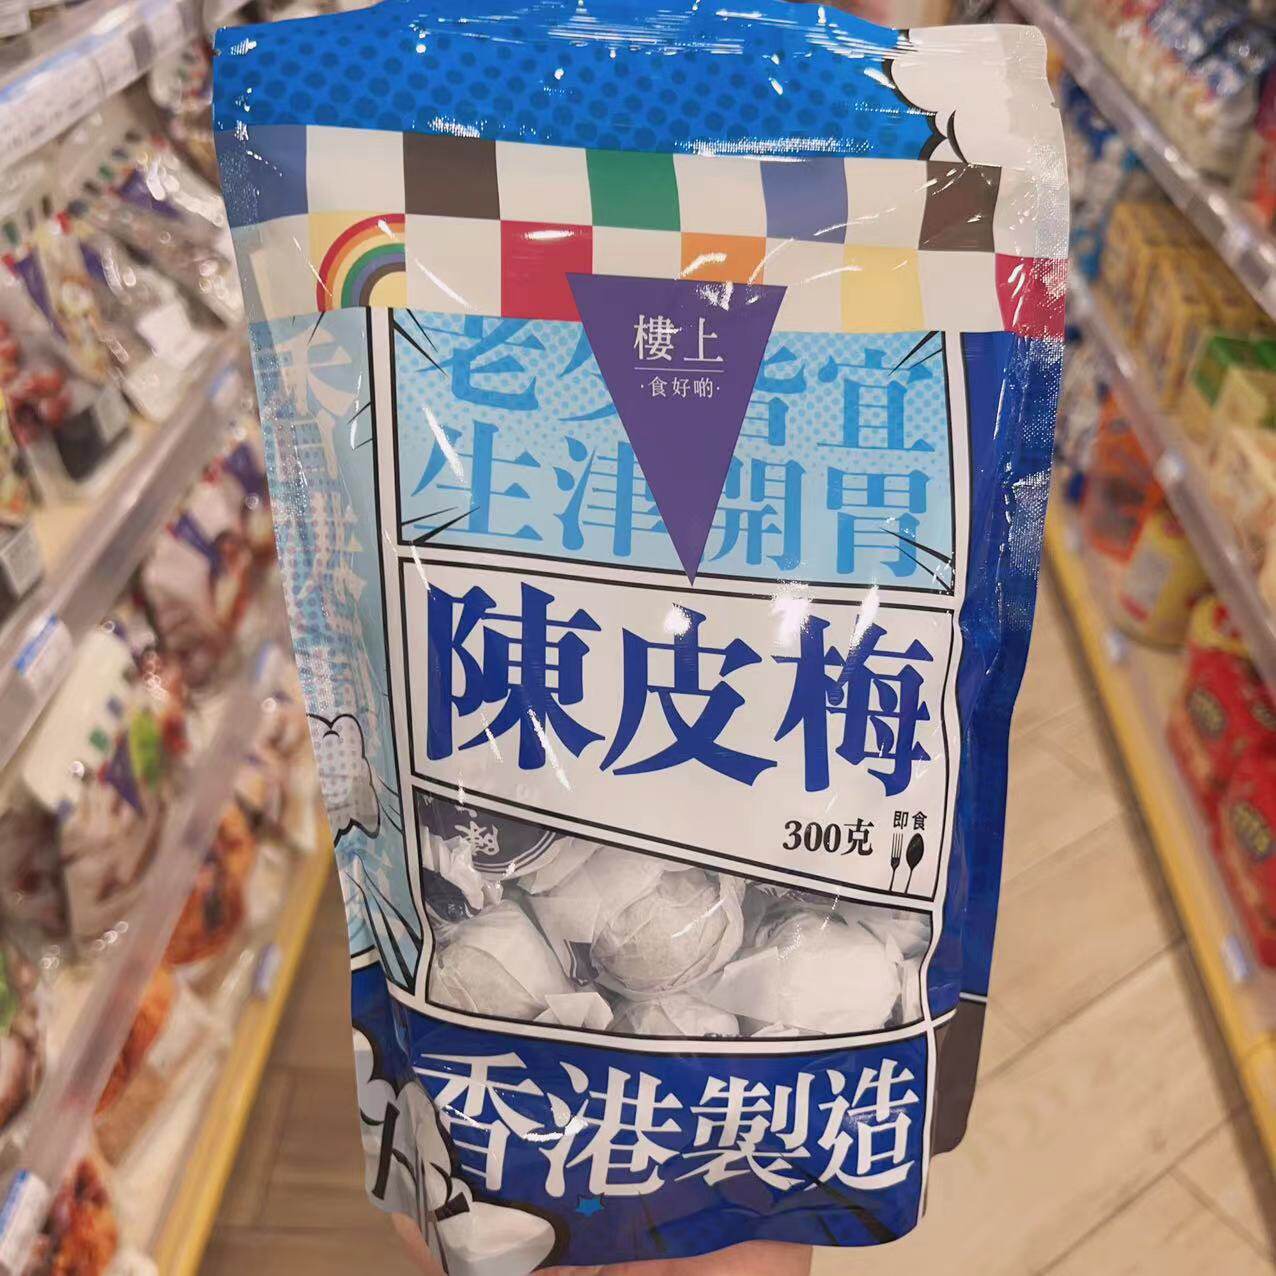 樓上
·食好啲·
老少皆宜
生津開胃
陳皮梅
300克
即食
香港製造